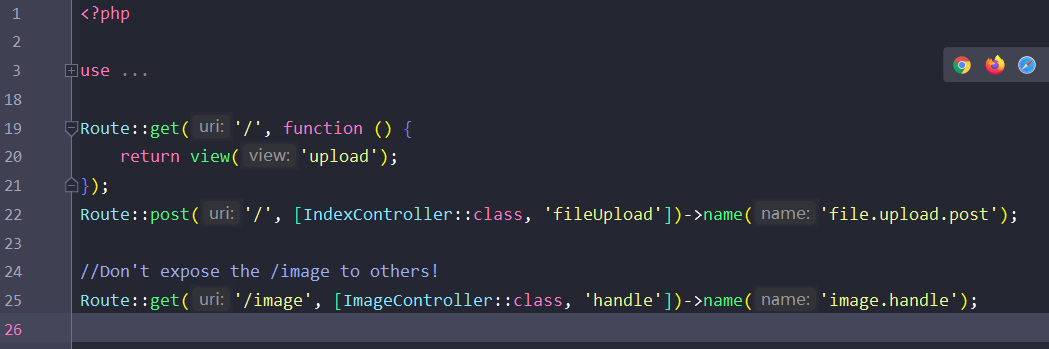 1 <?php
2
3 use ...
18
19 Route::get( uri: '/', function () {
20     return view( view: 'upload');
21 });
22 Route::post( uri: '/', [IndexController::class, 'fileUpload'])->name( name: 'file.upload.post');
23
24 //Don't expose the /image to others!
25 Route::get( uri: '/image', [ImageController::class, 'handle'])->name( name: 'image.handle');
26